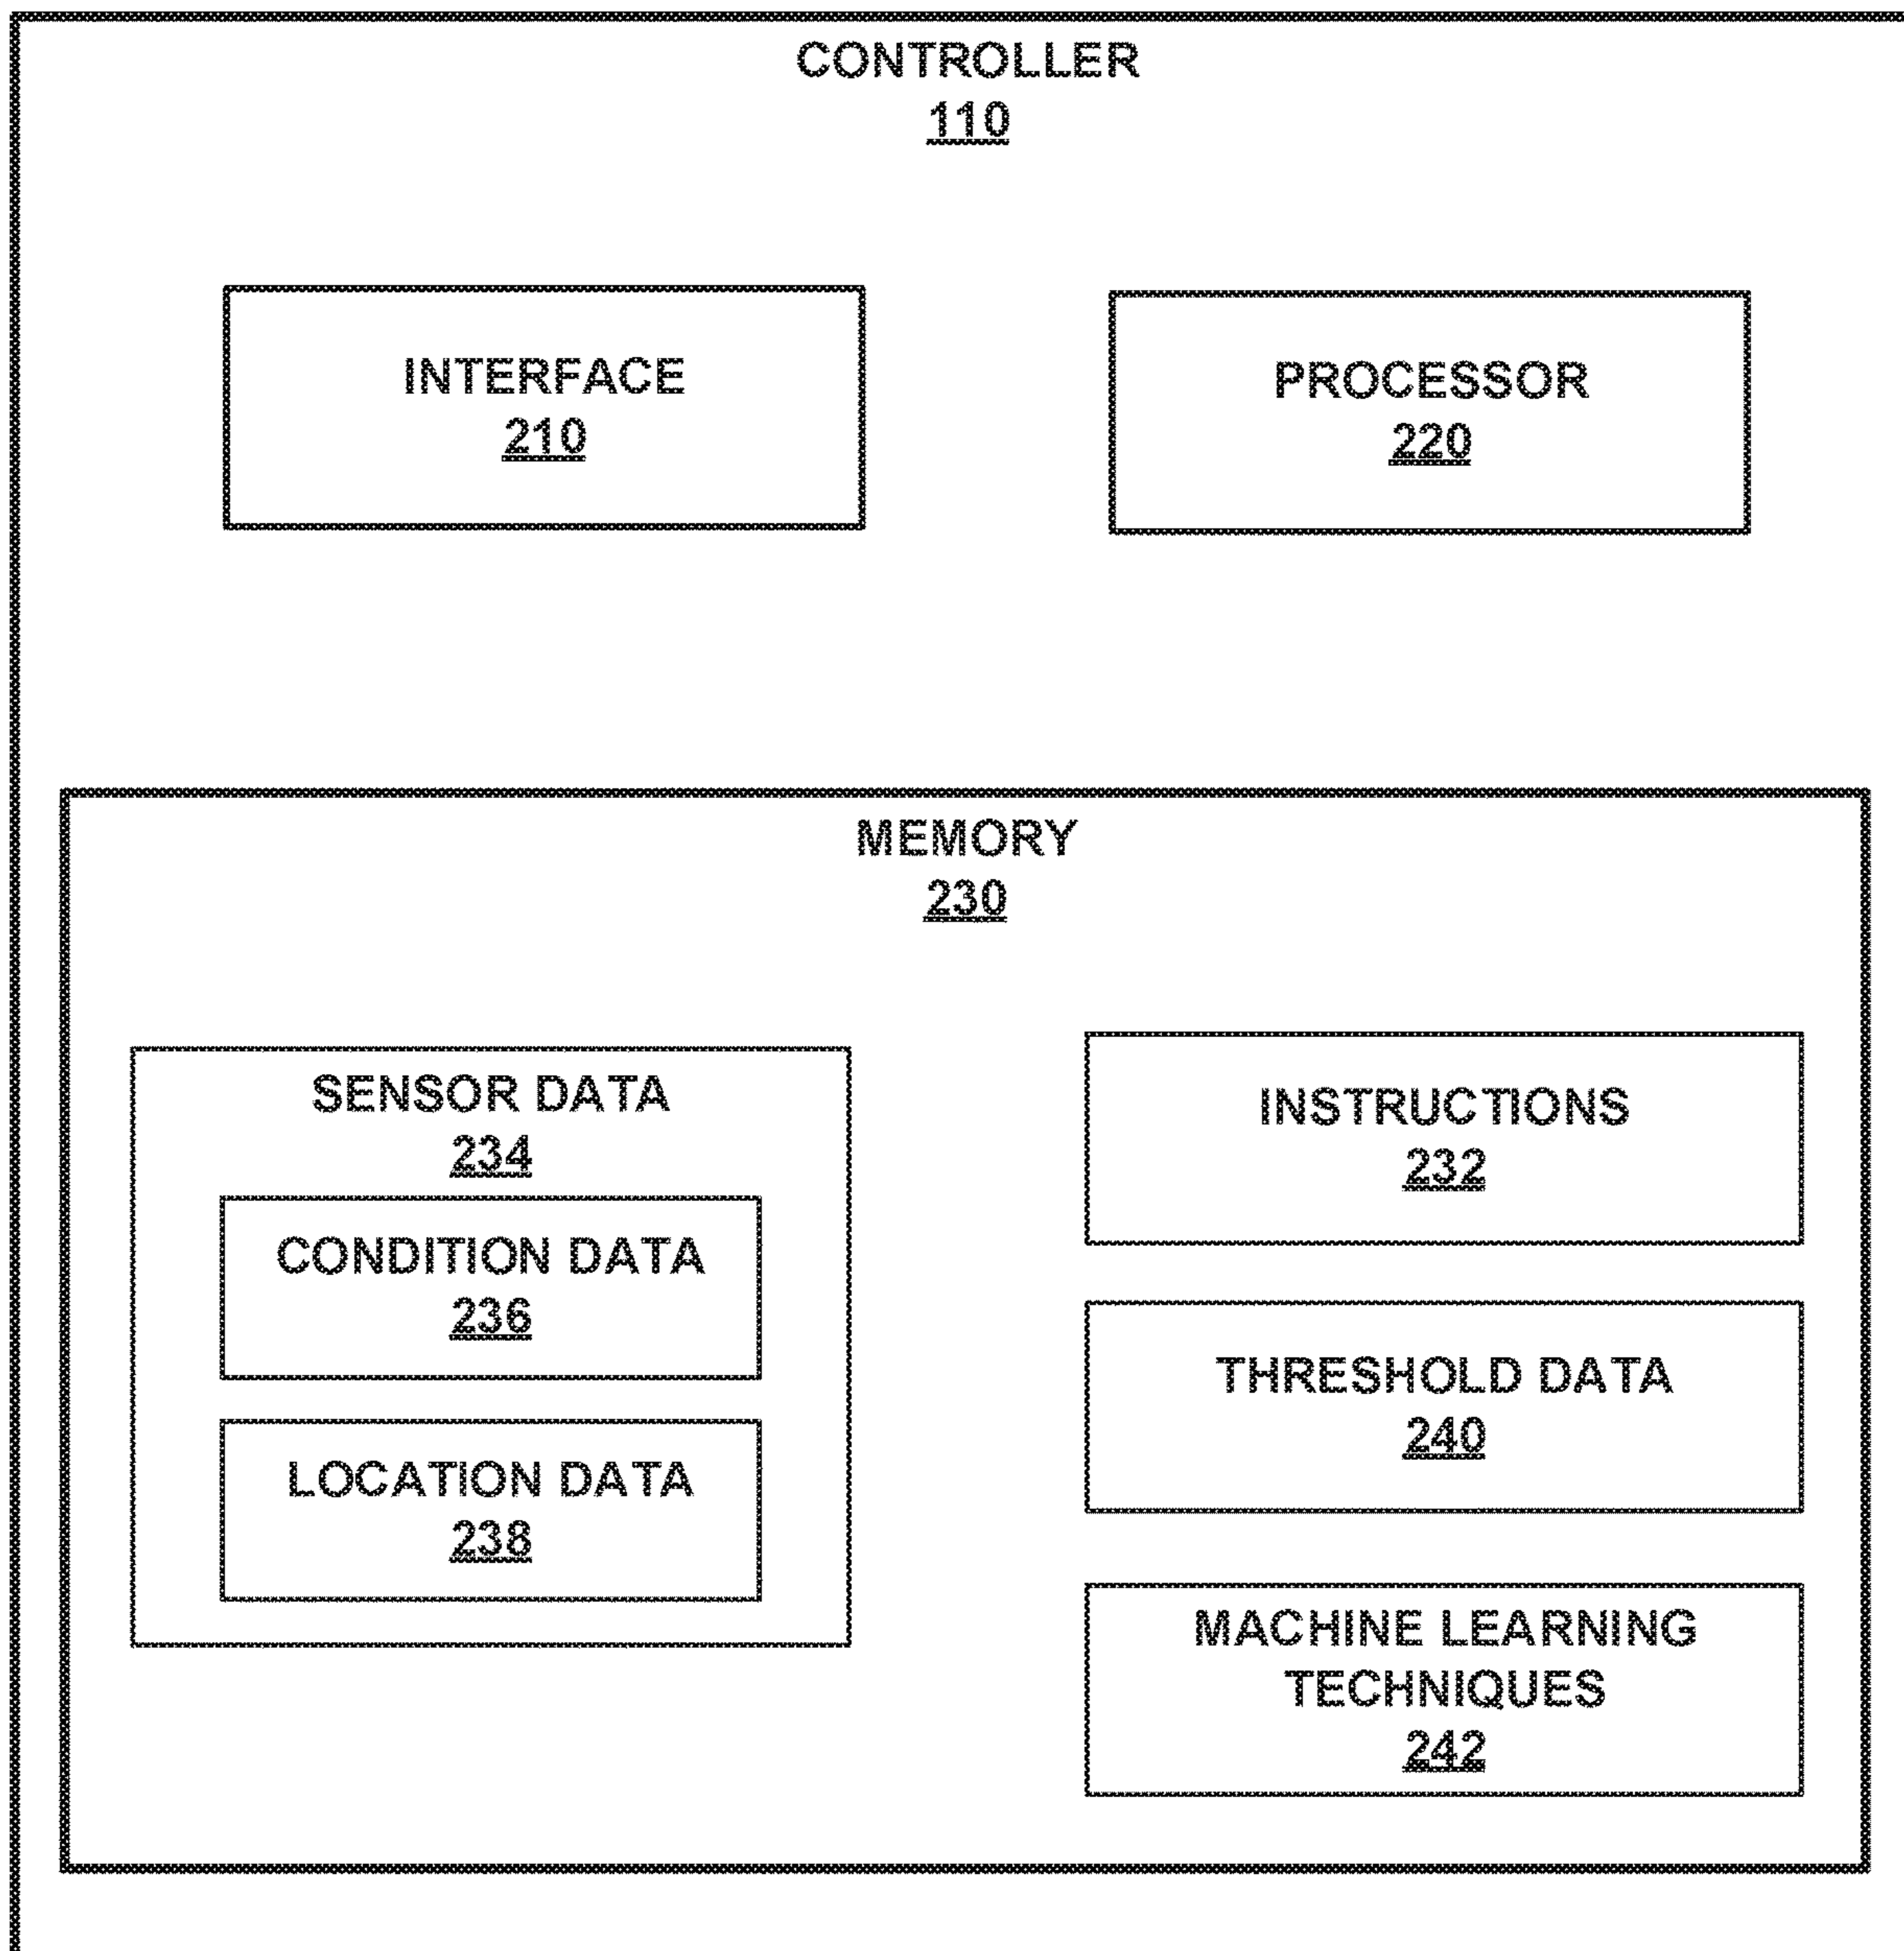 CONTROLLER
110
INTERFACE
210
PROCESSOR
220
MEMORY
230
SENSOR DATA
234
CONDITION DATA
236
LOCATION DATA
238
INSTRUCTIONS
232
THRESHOLD DATA
240
MACHINE LEARNING
TECHNIQUES
242